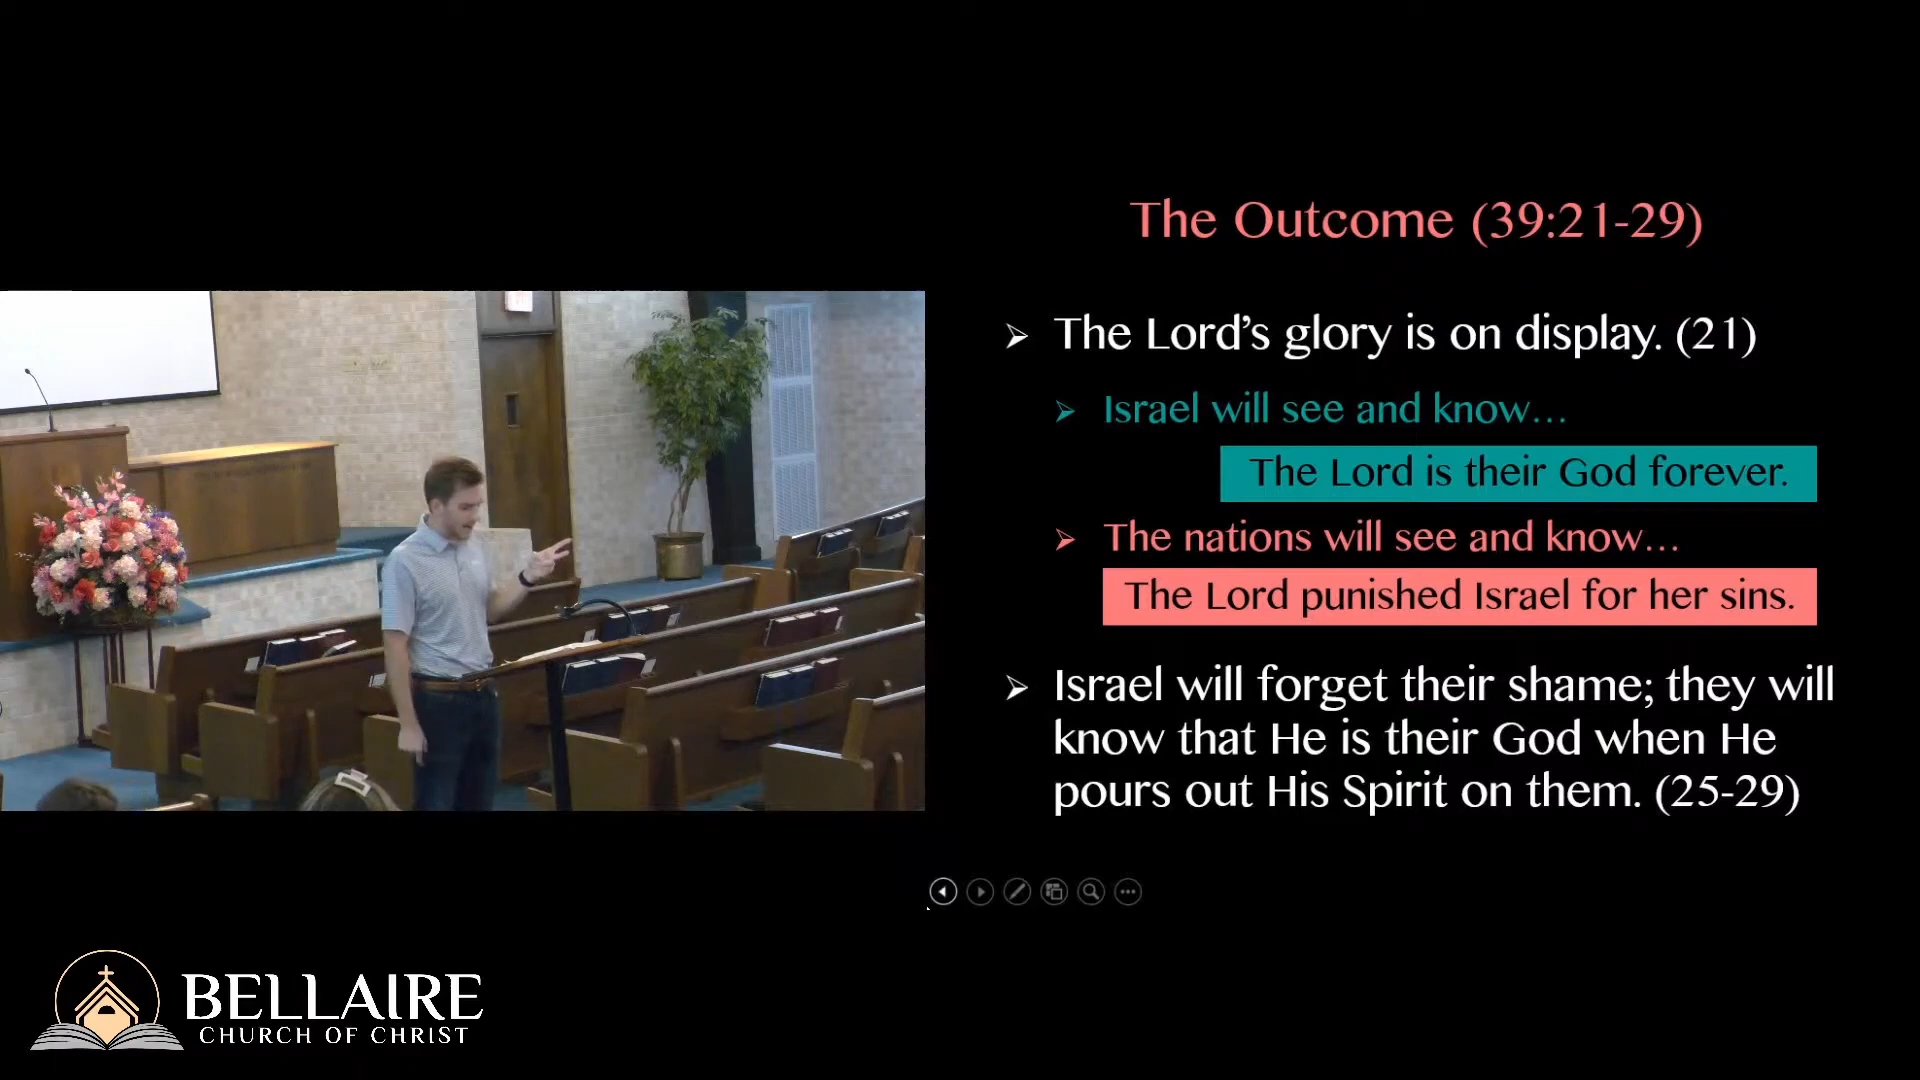 The Outcome (39:21-29)
The Lord’s glory is on display. (21)
Israel will see and know…
The Lord is their God forever.
The nations will see and know…
The Lord punished Israel for her sins.
Israel will forget their shame; they will
know that He is their God when He
pours out His Spirit on them. (25-29)
BELLAIRE
CHURCH OF CHRIST